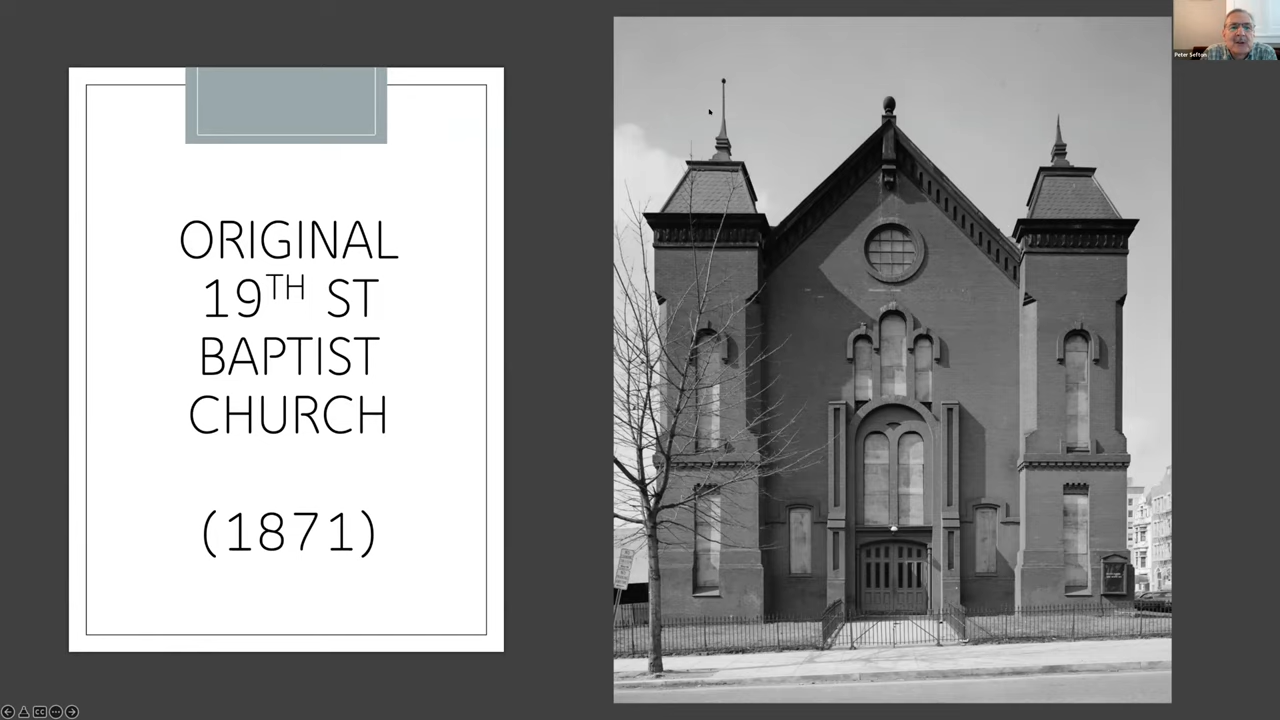 ORIGINAL
19TH ST
BAPTIST
CHURCH
(1871)
Peter Sefton